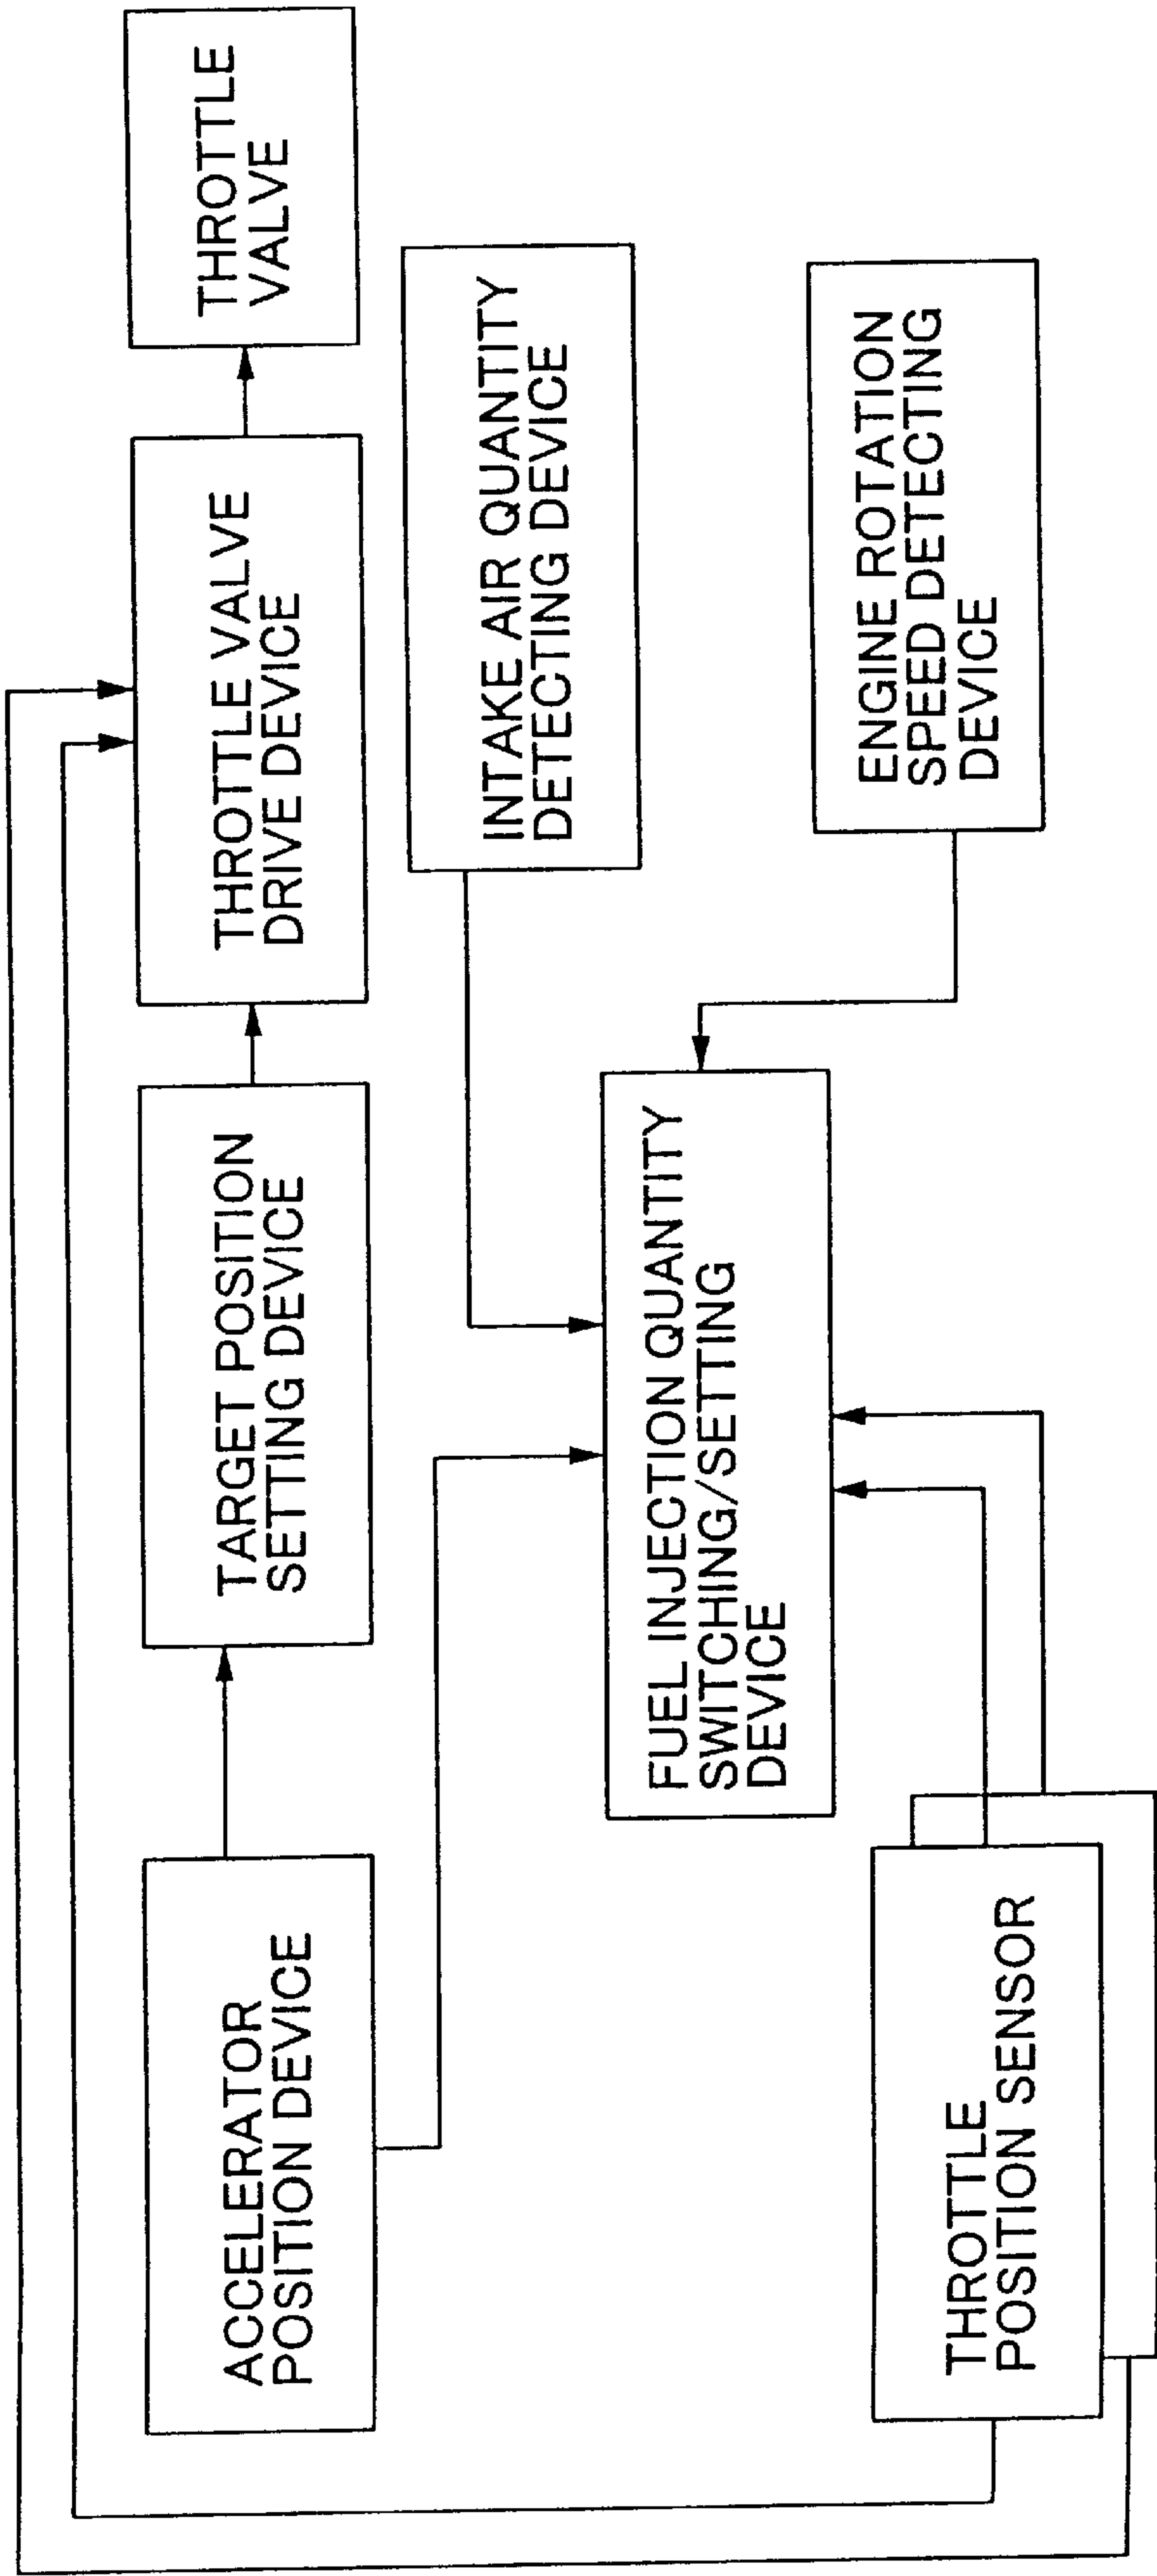 ACCELERATOR
POSITION DEVICE
TARGET POSITION
SETTING DEVICE
THROTTLE VALVE
DRIVE DEVICE
THROTTLE
VALVE
INTAKE AIR QUANTITY
DETECTING DEVICE
FUEL INJECTION QUANTITY
SWITCHING/SETTING
DEVICE
ENGINE ROTATION
SPEED DETECTING
DEVICE
THROTTLE
POSITION SENSOR